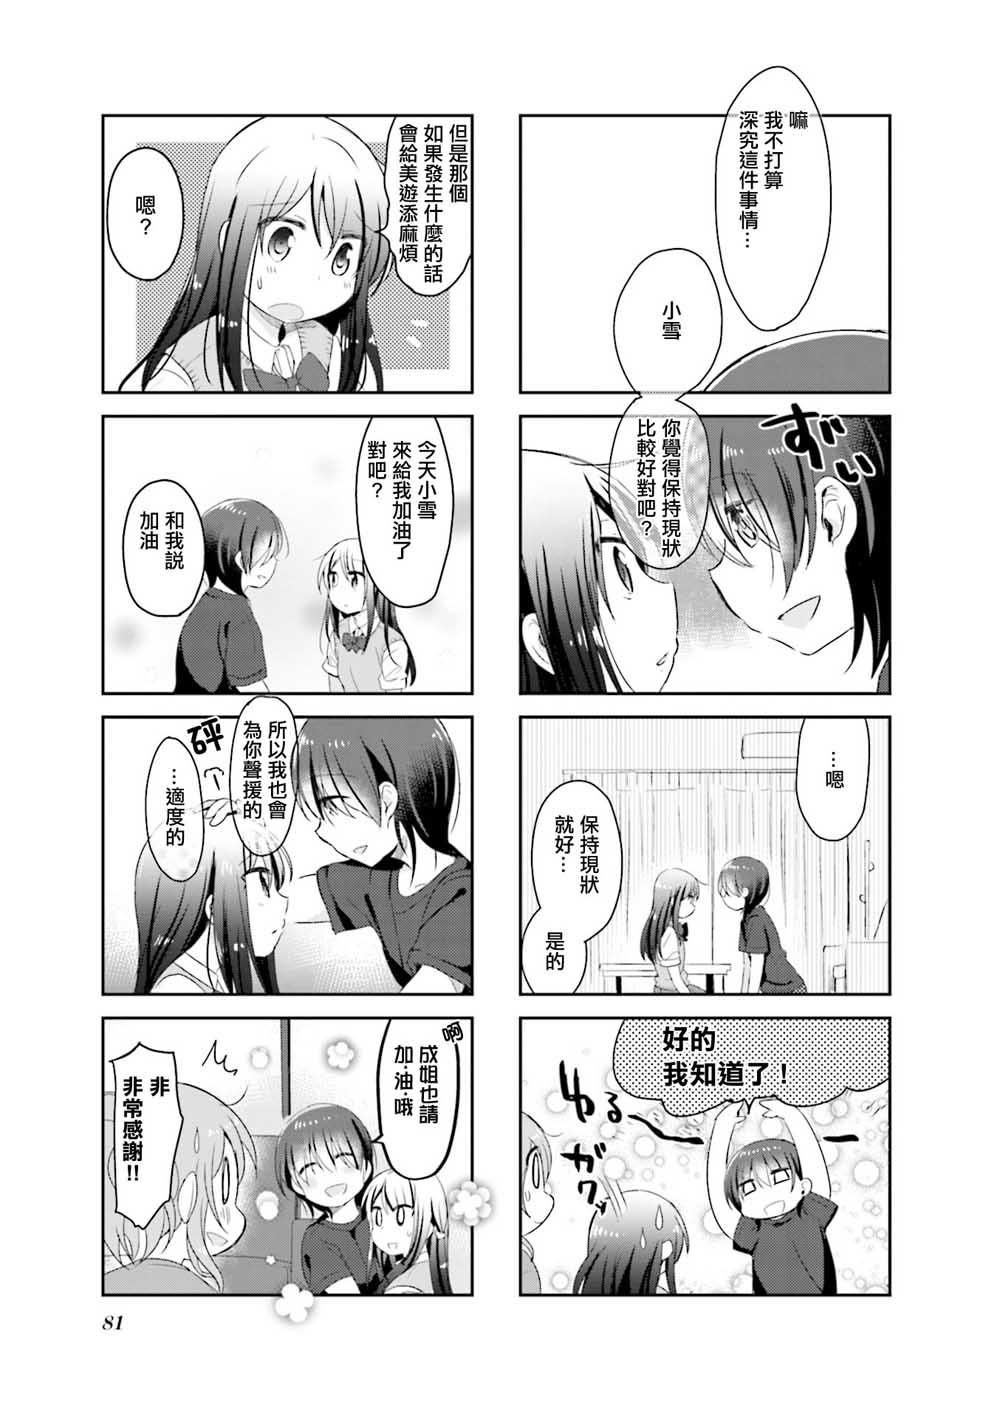 嘛
我不打算
深究這件事情…
小雪
你覺得保持現狀
比較好對吧？
ずぃ
…嗯
保持現狀
就好…
是的
好的
我知道了！
ゆるーー
ガクッ
但是那個
如果發生什麼的話
會給美遊添麻煩
嗯？
今天小雪
來給我加油了
對吧？
和我說
加油
所以我也會
為你聲援的
砰
…適度的
啊
成姐也請
加・油・哦
非
非常感謝!!
81